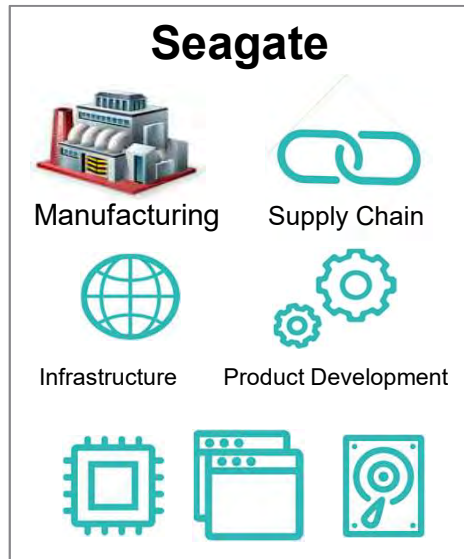 Seagate
Manufacturing
Supply Chain
Infrastructure
Product Development